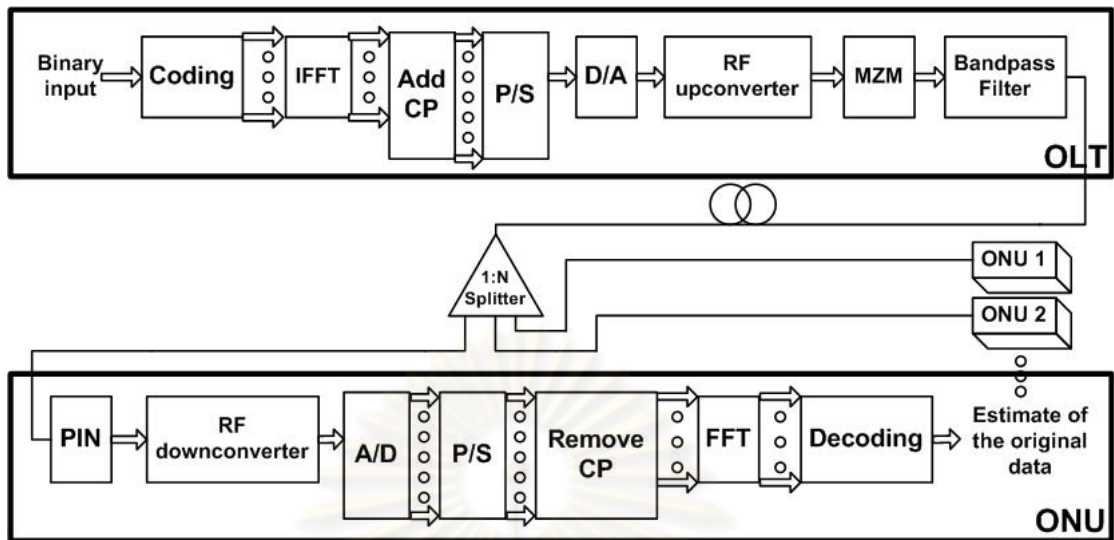 Binary
input
Coding
IFFT
Add
CP
P/S
D/A
RF
upconverter
MZM
Bandpass
Filter
OLT
1:N
Splitter
ONU 1
ONU 2
PIN
RF
downconverter
A/D
P/S
Remove
CP
FFT
Decoding
Estimate of
the original
data
ONU